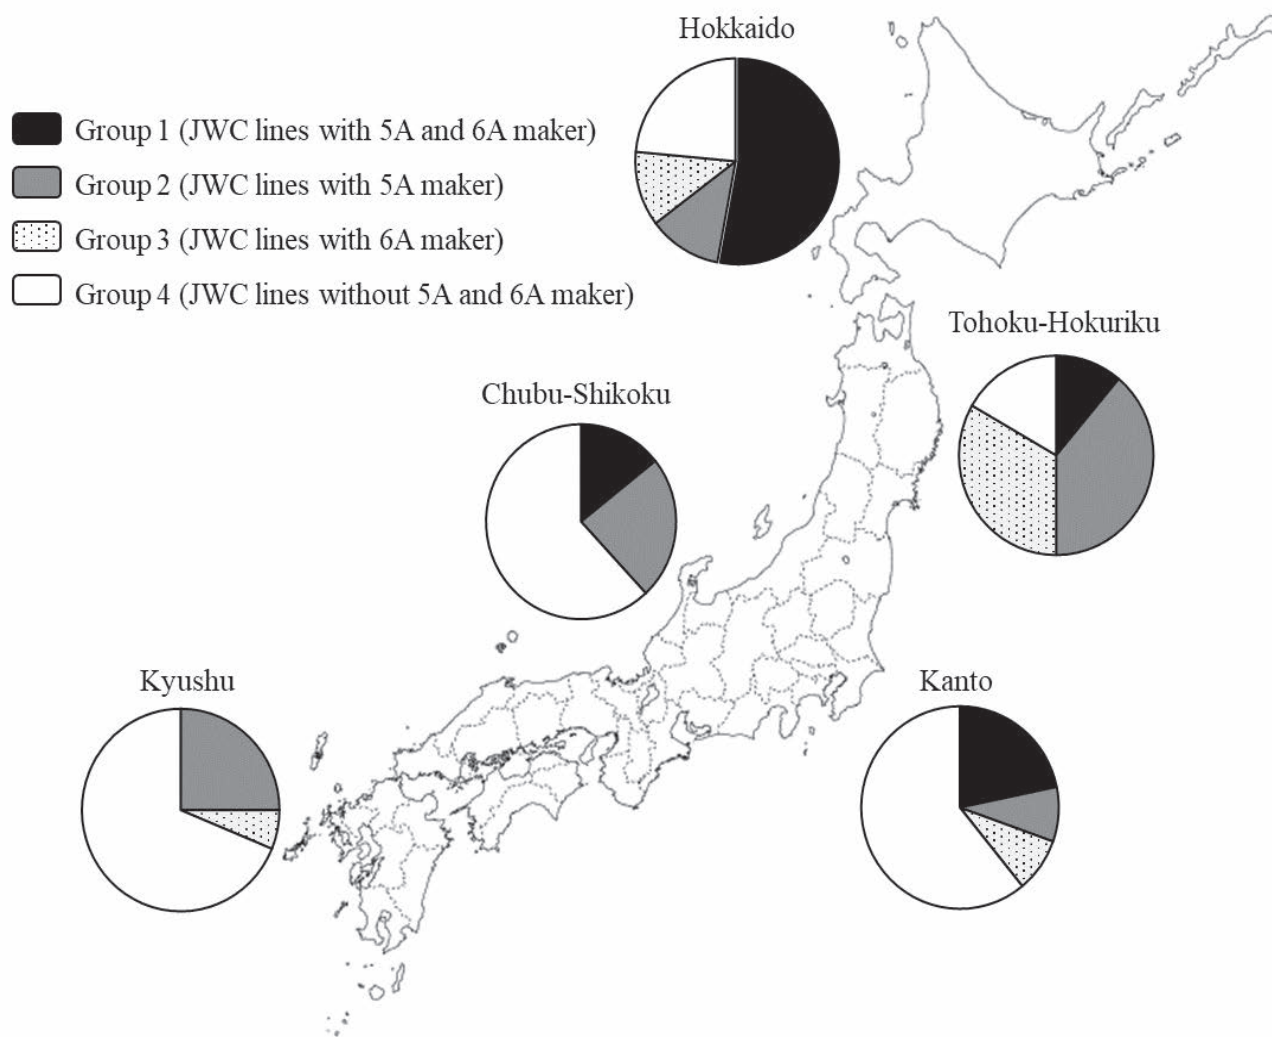 Hokkaido
Group 1 (JWC lines with 5A and 6A maker)
Group 2 (JWC lines with 5A maker)
Group 3 (JWC lines with 6A maker)
Group 4 (JWC lines without 5A and 6A maker)
Tohoku-Hokuriku
Chubu-Shikoku
Kyushu
Kanto